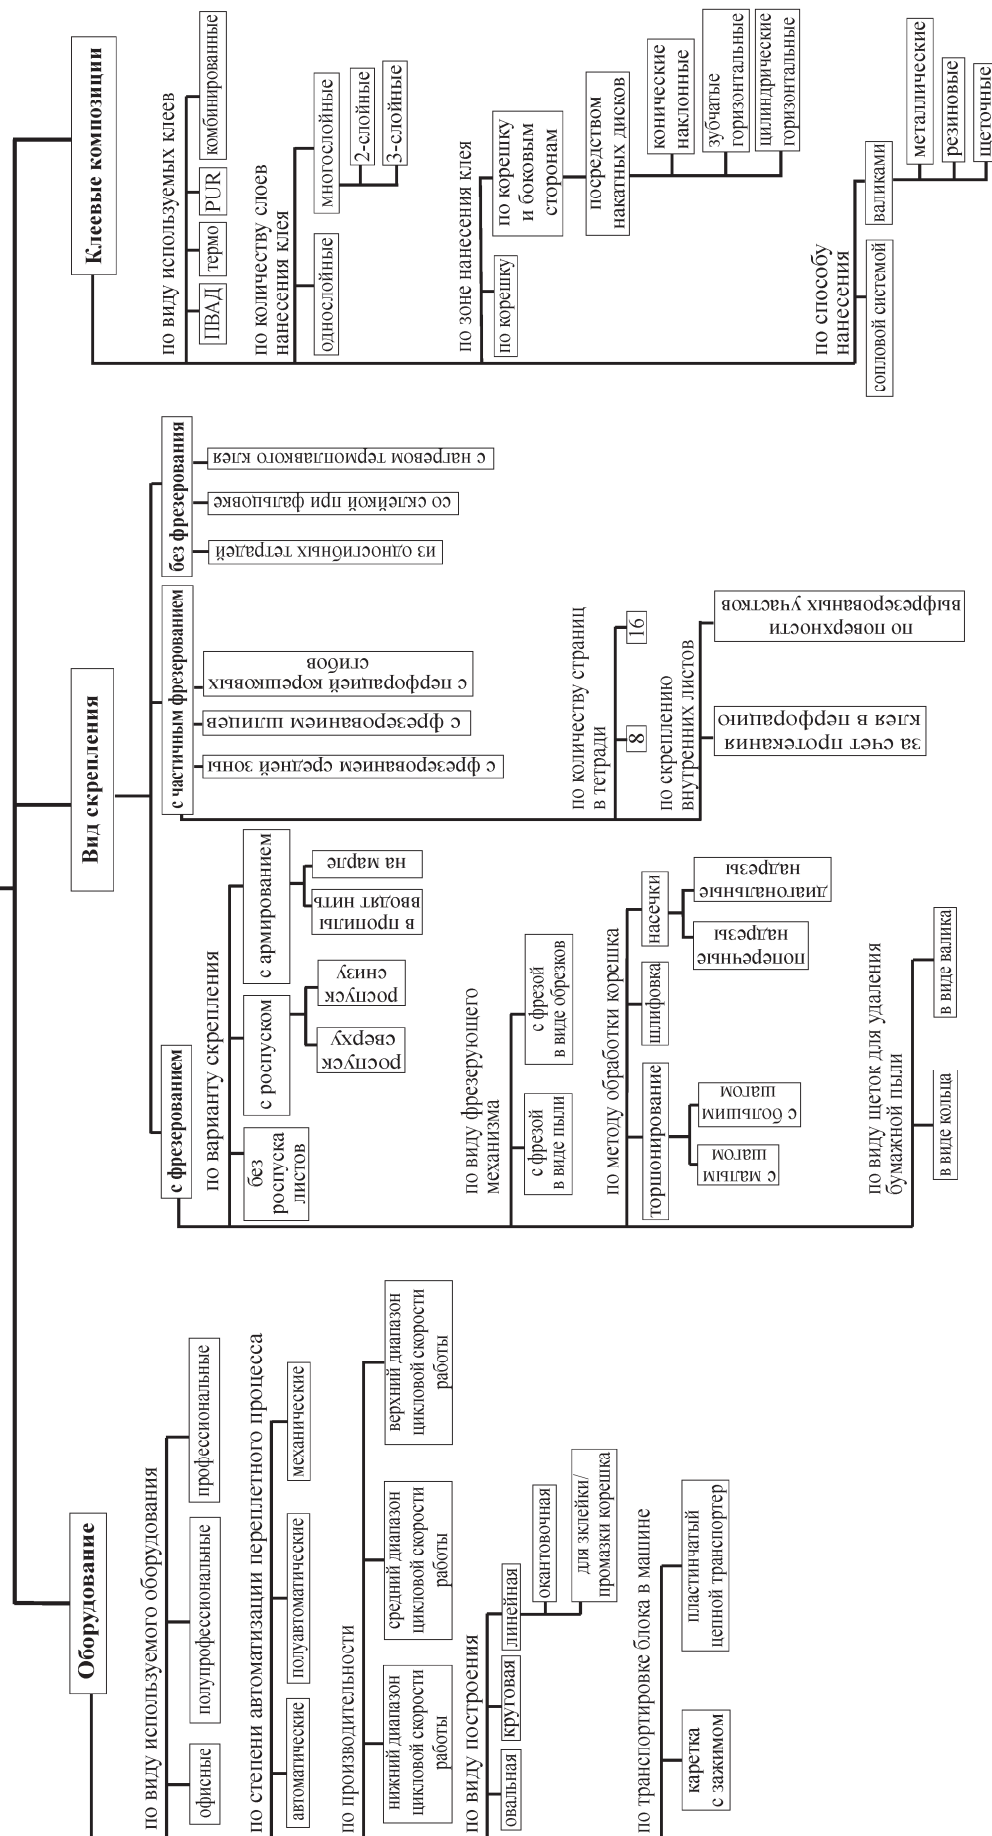 Оборудование
по виду используемого оборудования
офисные
полупрофессиональные
профессиональные
по степени автоматизации переплетного процесса
автоматические
полуавтоматические
механические
по производительности
нижний диапазон
цикловой скорости
работы
средний диапазон
цикловой скорости
работы
верхний диапазон
цикловой скорости
работы
по виду построения
овальная
круговая
линейная
окантовочная
для зклейки/
промазки корешка
по транспортировке блока в машине
каретка
с зажимом
пластинчатый
цепной транспортер
Вид скрепления
с фрезерованием
по варианту скрепления
без
роспуска
листов
с роспуском
роспуск
сверху
роспуск
снизу
с армированием
в пропилы
вводят нить
на марле
по виду фрезерующего
механизма
с фрезой
в виде пыли
с фрезой
в виде обрезков
по методу обработки корешка
торшонирование
с малым
шагом
с большим
шагом
шлифовка
насечки
поперечные
надрезы
диагональные
надрезы
по виду щеток для удаления
бумажной пыли
в виде кольца
в виде валика
с частичным фрезерованием
с фрезерованием средней зоны
с фрезерованием шлицев
с перфорацией корешковых
сгибов
по количеству страниц
в тетради
8
16
по скреплению
внутренних листов
за счет протекания
клея в перфорацию
по поверхности
выфрезерованых участков
без фрезерования
из односгибных тетрадей
со склейкой при фальцовке
с нагревом термоплавкого клея
Клеевые композиции
по виду используемых клеев
ПВАД
термо
PUR
комбинированные
по количеству слоев
нанесения клея
однослойные
многослойные
2-слойные
3-слойные
по зоне нанесения клея
по корешку
по корешку
и боковым
сторонам
посредством
накатных дисков
конические
наклонные
зубчатые
горизонтальные
цилиндрические
горизонтальные
по способу
нанесения
сопловой системой
валиками
металлические
резиновые
щеточные